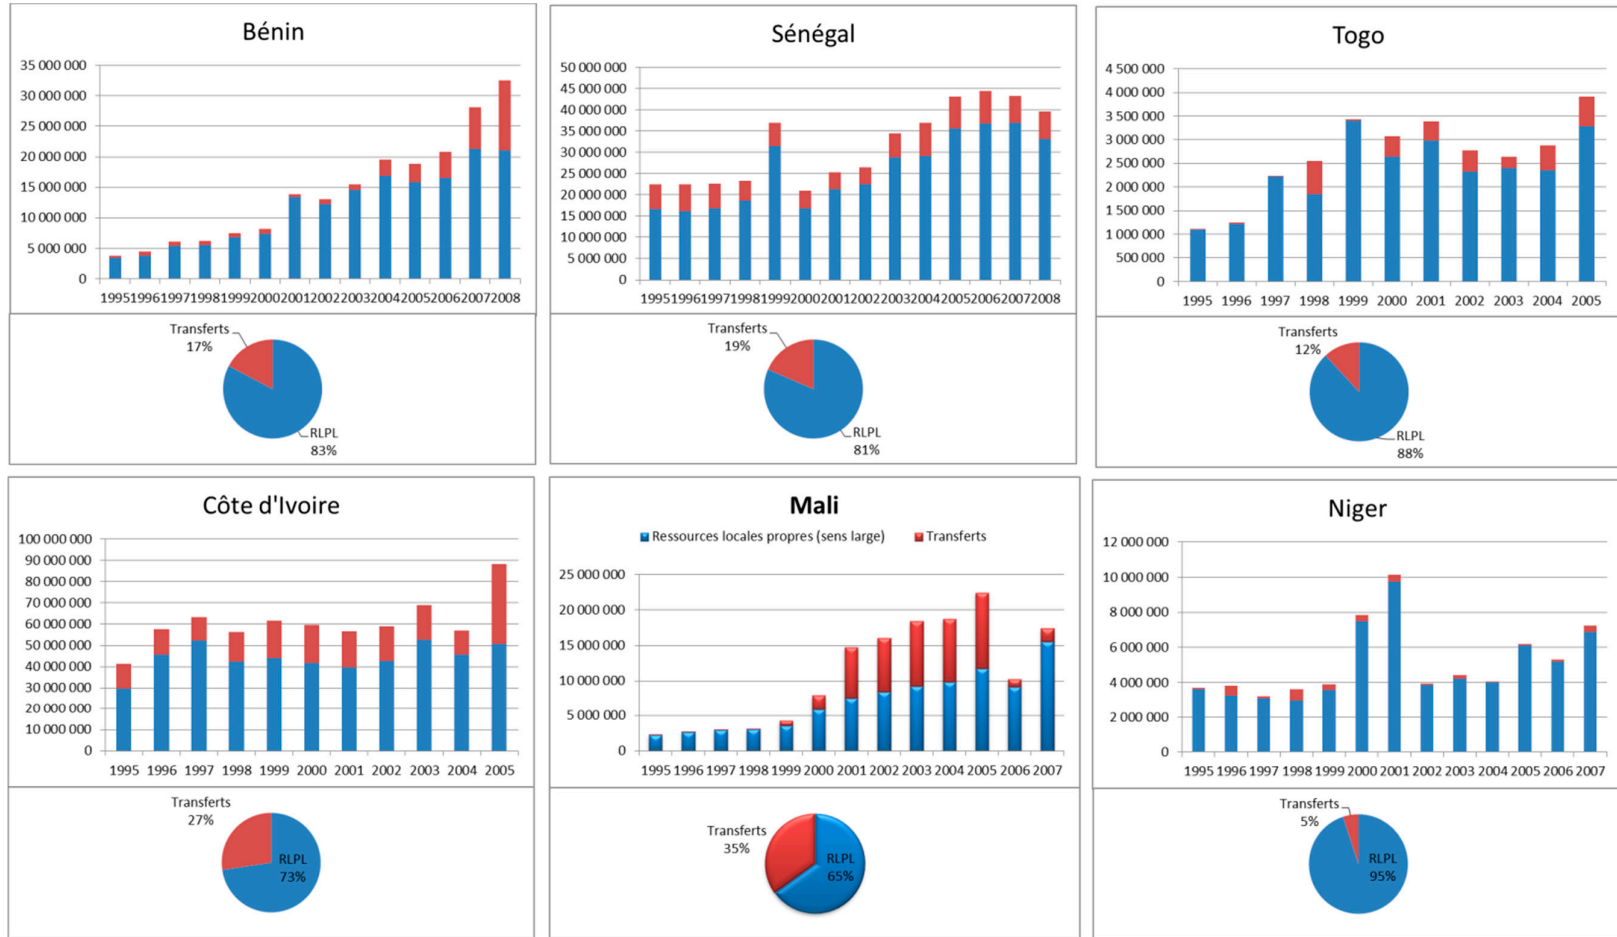 Bénin
35 000 000
30 000 000
25 000 000
20 000 000
15 000 000
10 000 000
5 000 000
0
1995 1996 1997 1998 1999 2000 2001 2002 2003 2004 2005 2006 2007 2008
Transferts
17%
RLPL
83%
Sénégal
50 000 000
45 000 000
40 000 000
35 000 000
30 000 000
25 000 000
20 000 000
15 000 000
10 000 000
5 000 000
0
1995 1996 1997 1998 1999 2000 2001 2002 2003 2004 2005 2006 2007 2008
Transferts
19%
RLPL
81%
Togo
4 500 000
4 000 000
3 500 000
3 000 000
2 500 000
2 000 000
1 500 000
1 000 000
500 000
0
1995 1996 1997 1998 1999 2000 2001 2002 2003 2004 2005
Transferts
12%
RLPL
88%
Côte d'Ivoire
100 000 000
90 000 000
80 000 000
70 000 000
60 000 000
50 000 000
40 000 000
30 000 000
20 000 000
10 000 000
0
1995 1996 1997 1998 1999 2000 2001 2002 2003 2004 2005
Transferts
27%
RLPL
73%
Mali
Ressources locales propres (sens large) Transferts
25 000 000
20 000 000
15 000 000
10 000 000
5 000 000
0
1995 1996 1997 1998 1999 2000 2001 2002 2003 2004 2005 2006 2007
Transferts
35%
RLPL
65%
Niger
12 000 000
10 000 000
8 000 000
6 000 000
4 000 000
2 000 000
0
1995 1996 1997 1998 1999 2000 2001 2002 2003 2004 2005 2006 2007
Transferts
5%
RLPL
95%